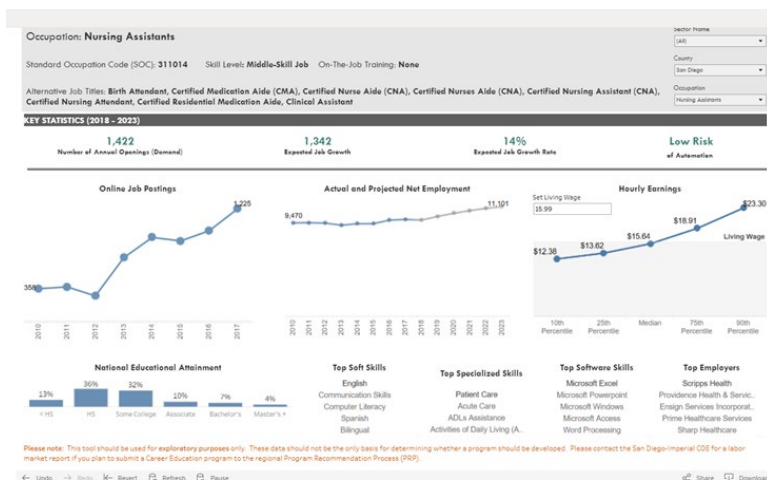 Occupation: Nursing Assistants
Sector Name
(All)
Standard Occupation Code (SOC): 311014 Skill Level: Middle-Skill Job On-The-Job Training: None
County
San Diego
Alternative Job Titles: Birth Attendant, Certified Medication Aide (CMA), Certified Nurse Aide (CNA), Certified Nurses Aide (CNA), Certified Nursing Assistant (CNA),
Certified Nursing Attendant, Certified Residential Medication Aide, Clinical Assistant
Occupation
Nursing Assistants
KEY STATISTICS (2018 - 2023)
1,422
Number of Annual Openings (Demand)
1,342
Expected Job Growth
14%
Expected Job Growth Rate
Low Risk
of Automation
Online Job Postings
1,225
358
2010 2011 2012 2013 2014 2015 2016 2017
Actual and Projected Net Employment
9,470
11,101
2010 2011 2012 2013 2014 2015 2016 2017 2018 2019 2020 2021 2022 2023
Hourly Earnings
Set Living Wage
15.99
$12.38
$13.62
$15.64
$18.91
$23.30
Living Wage
10th Percentile
25th Percentile
Median
75th Percentile
90th Percentile
National Educational Attainment
13% 36% 32% 10% 7% 4%
< HS HS Some College Associate Bachelor's Master's +
Top Soft Skills
English
Communication Skills
Computer Literacy
Spanish
Bilingual
Top Specialized Skills
Patient Care
Acute Care
ADLs Assistance
Activities of Daily Living (A..
Top Software Skills
Microsoft Excel
Microsoft Powerpoint
Microsoft Windows
Microsoft Access
Word Processing
Top Employers
Scripps Health
Providence Health & Servic..
Ensign Services Incorporat..
Prime Healthcare Services
Sharp Healthcare
Please note: This tool should be used for exploratory purposes only. These data should not be the only basis for determining whether a program should be developed. Please contact the San Diego-Imperial COE for a labor
market report if you plan to submit a Career Education program to the regional Program Recommendation Process (PRP).
Undo Redo Revert Refresh Pause Share Download